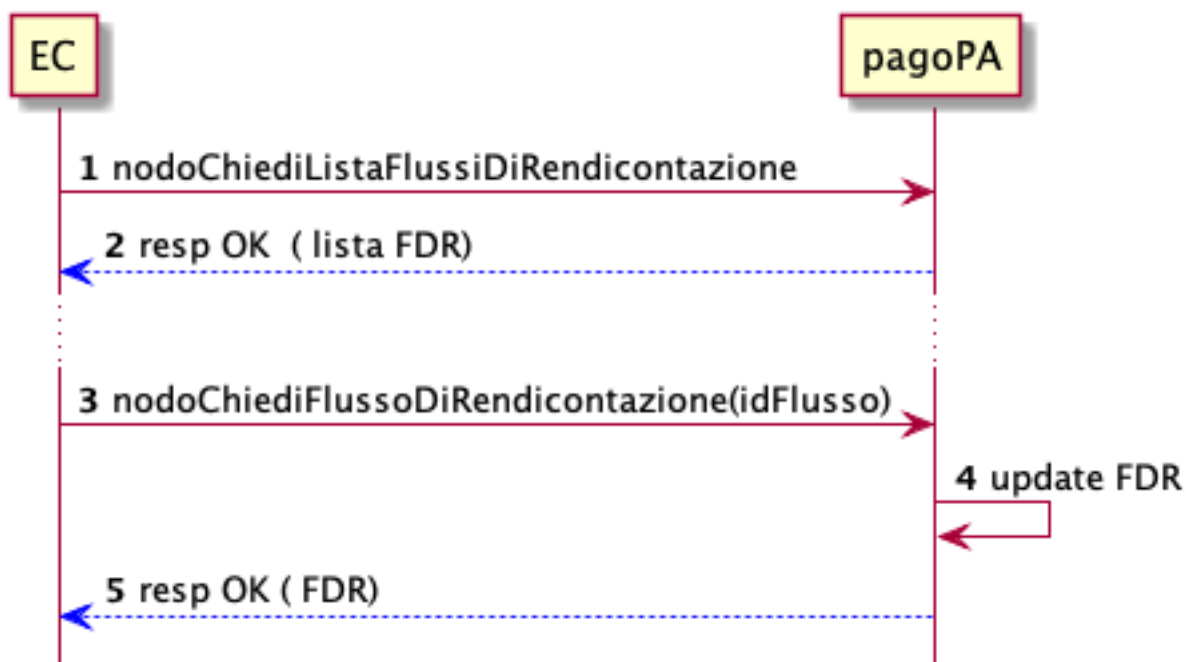 EC
pagoPA
1 nodoChiediListaFlussiDiRendicontazione
2 resp OK ( lista FDR)
3 nodoChiediFlussoDiRendicontazione(idFlusso)
4 update FDR
5 resp OK ( FDR)